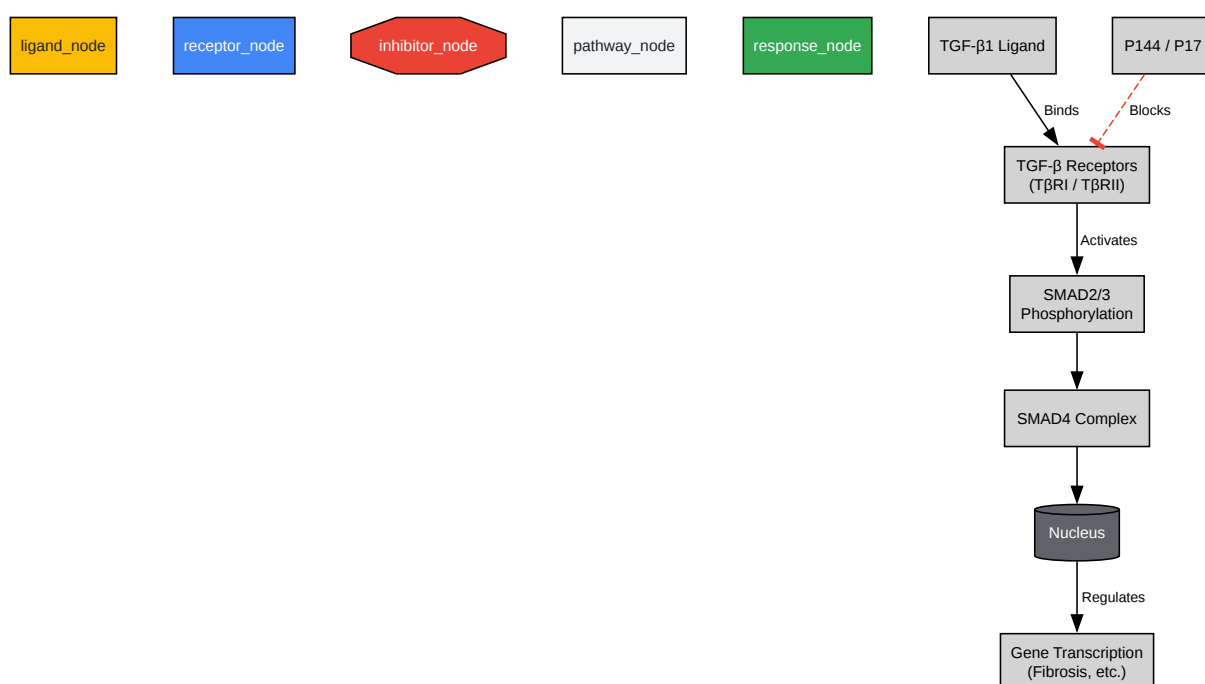 ligand_node
receptor_node
inhibitor_node
pathway_node
response_node
TGF-β1 Ligand
P144 / P17
Binds
Blocks
TGF-β Receptors
(TβRI / TβRII)
Activates
SMAD2/3
Phosphorylation
SMAD4 Complex
Nucleus
Regulates
Gene Transcription
(Fibrosis, etc.)